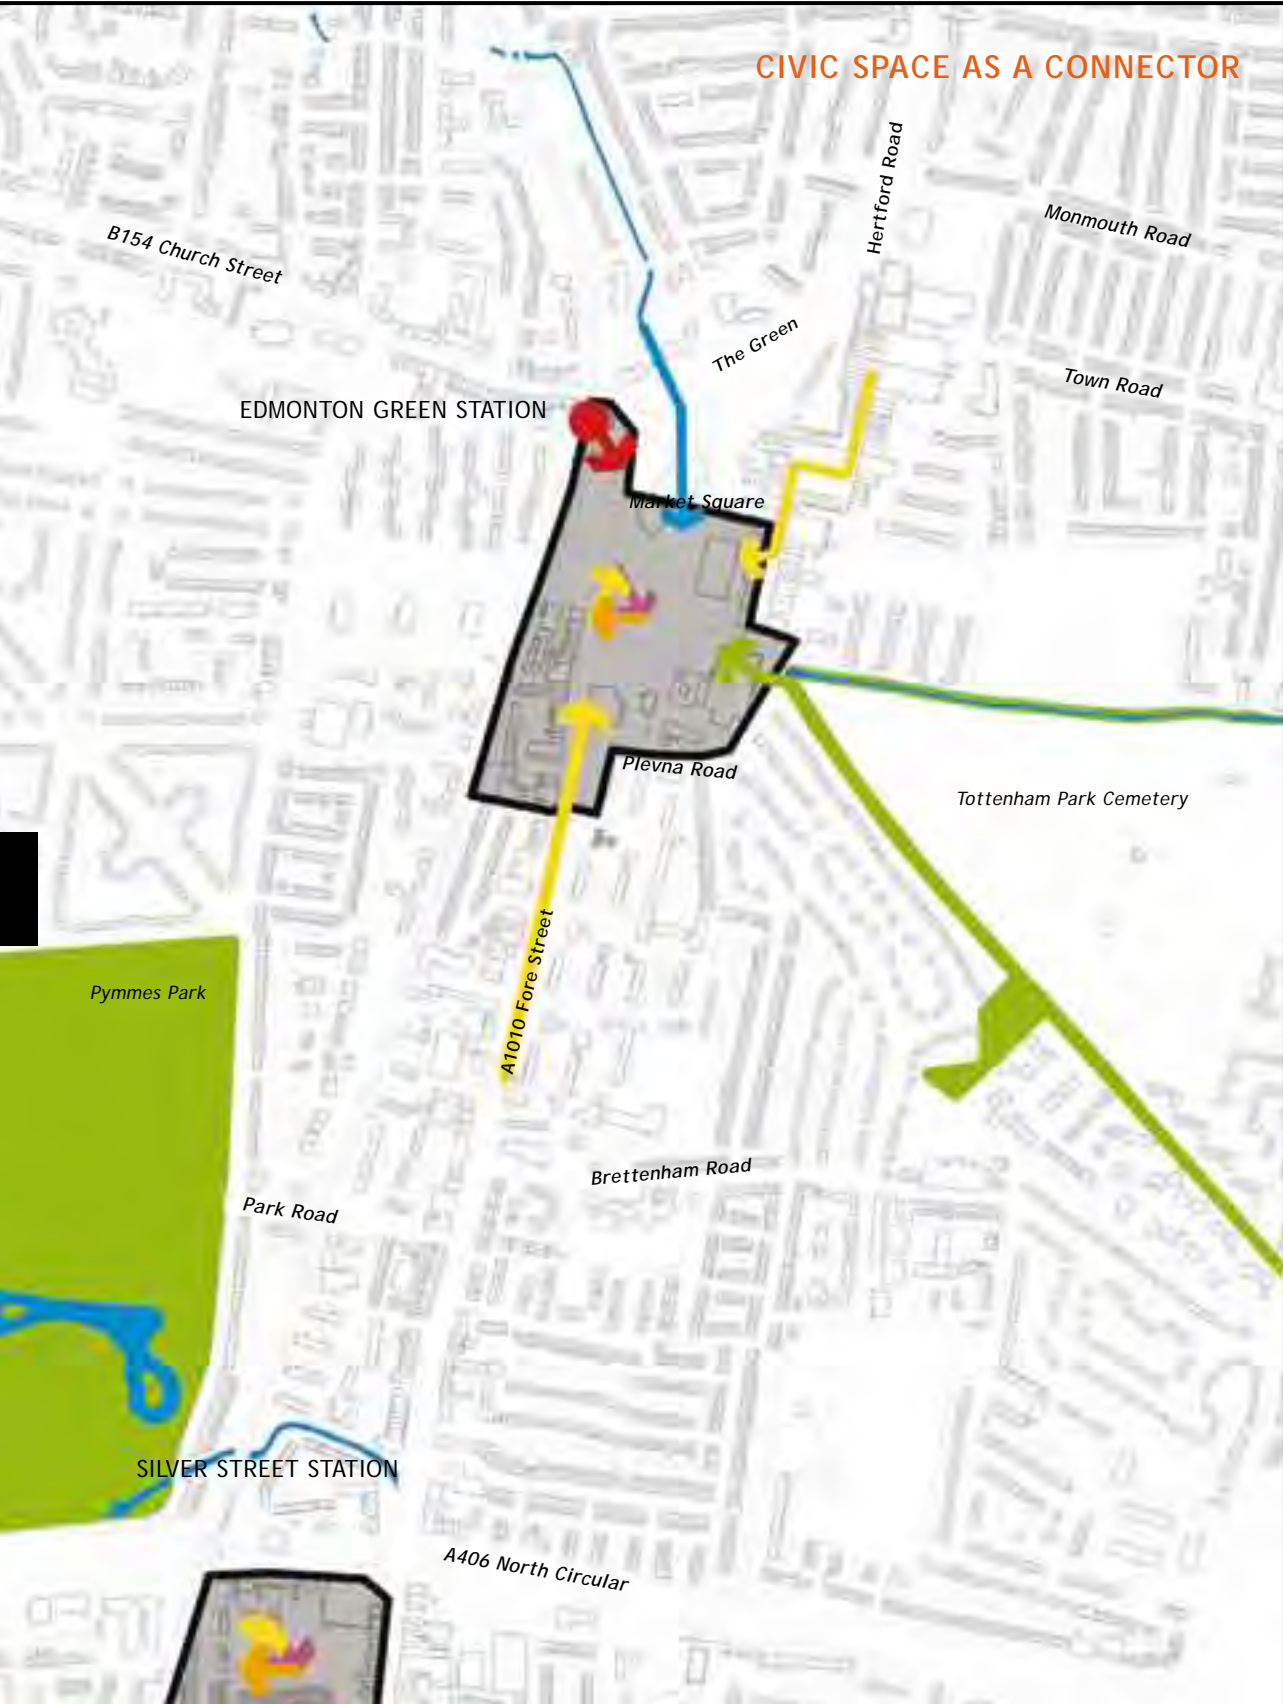 CIVIC SPACE AS A CONNECTOR
Hertford Road
Monmouth Road
B154 Church Street
The Green
Town Road
EDMONTON GREEN STATION
Market Square
Plevna Road
Tottenham Park Cemetery
A1010 Fore Street
Pymmes Park
Brettenham Road
Park Road
SILVER STREET STATION
A406 North Circular